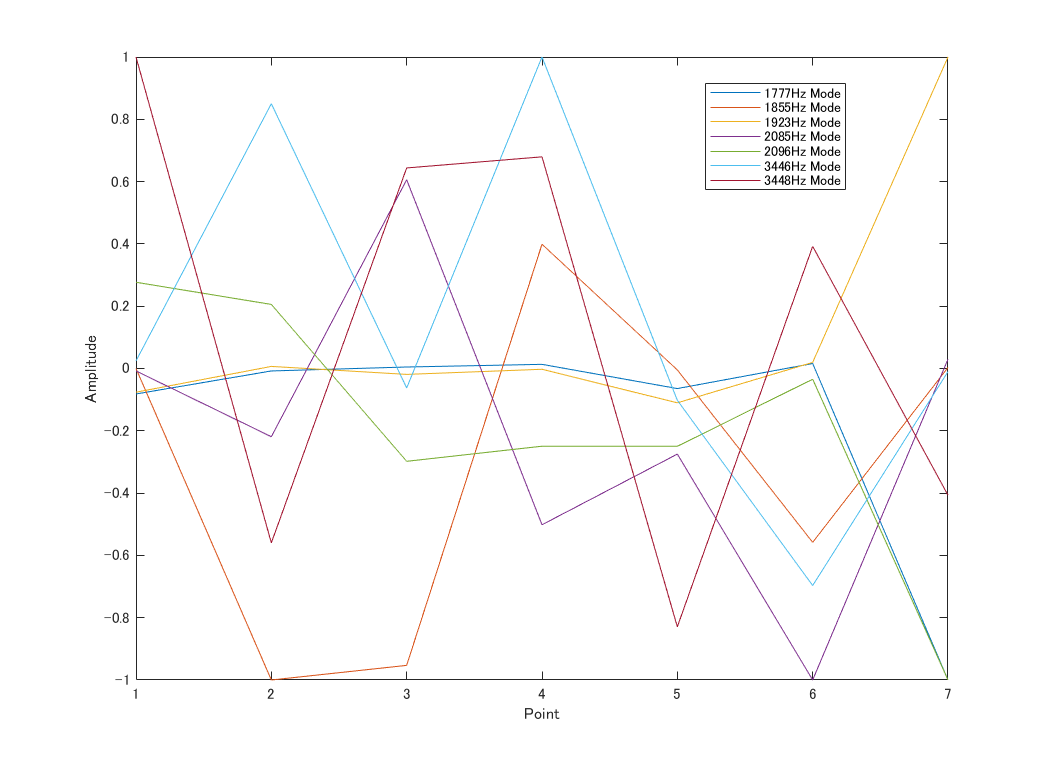 1
0.8
0.6
0.4
0.2
0
−0.2
−0.4
−0.6
−0.8
−1
Amplitude
1777Hz Mode
1855Hz Mode
1923Hz Mode
2085Hz Mode
2096Hz Mode
3446Hz Mode
3448Hz Mode
1 2 3 4 5 6 7
Point